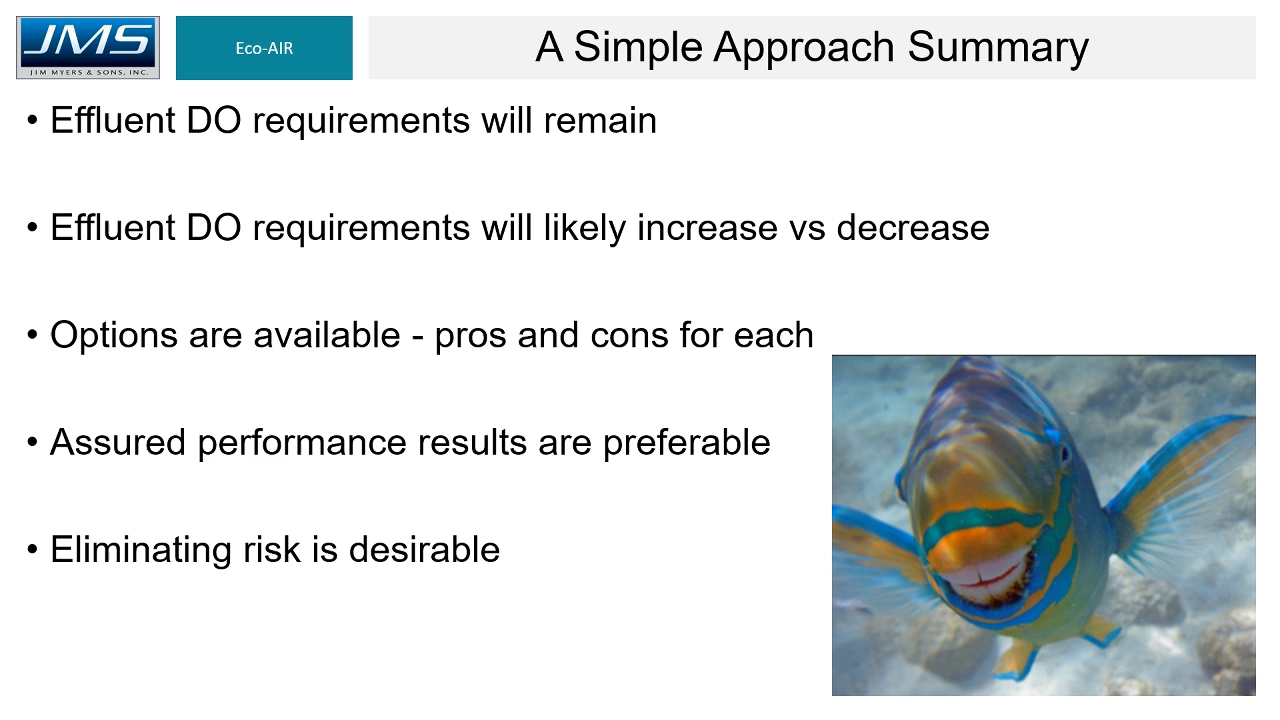 JMS
JIM MYERS & SONS, INC.
Eco-AIR
A Simple Approach Summary
• Effluent DO requirements will remain
• Effluent DO requirements will likely increase vs decrease
• Options are available - pros and cons for each
• Assured performance results are preferable
• Eliminating risk is desirable